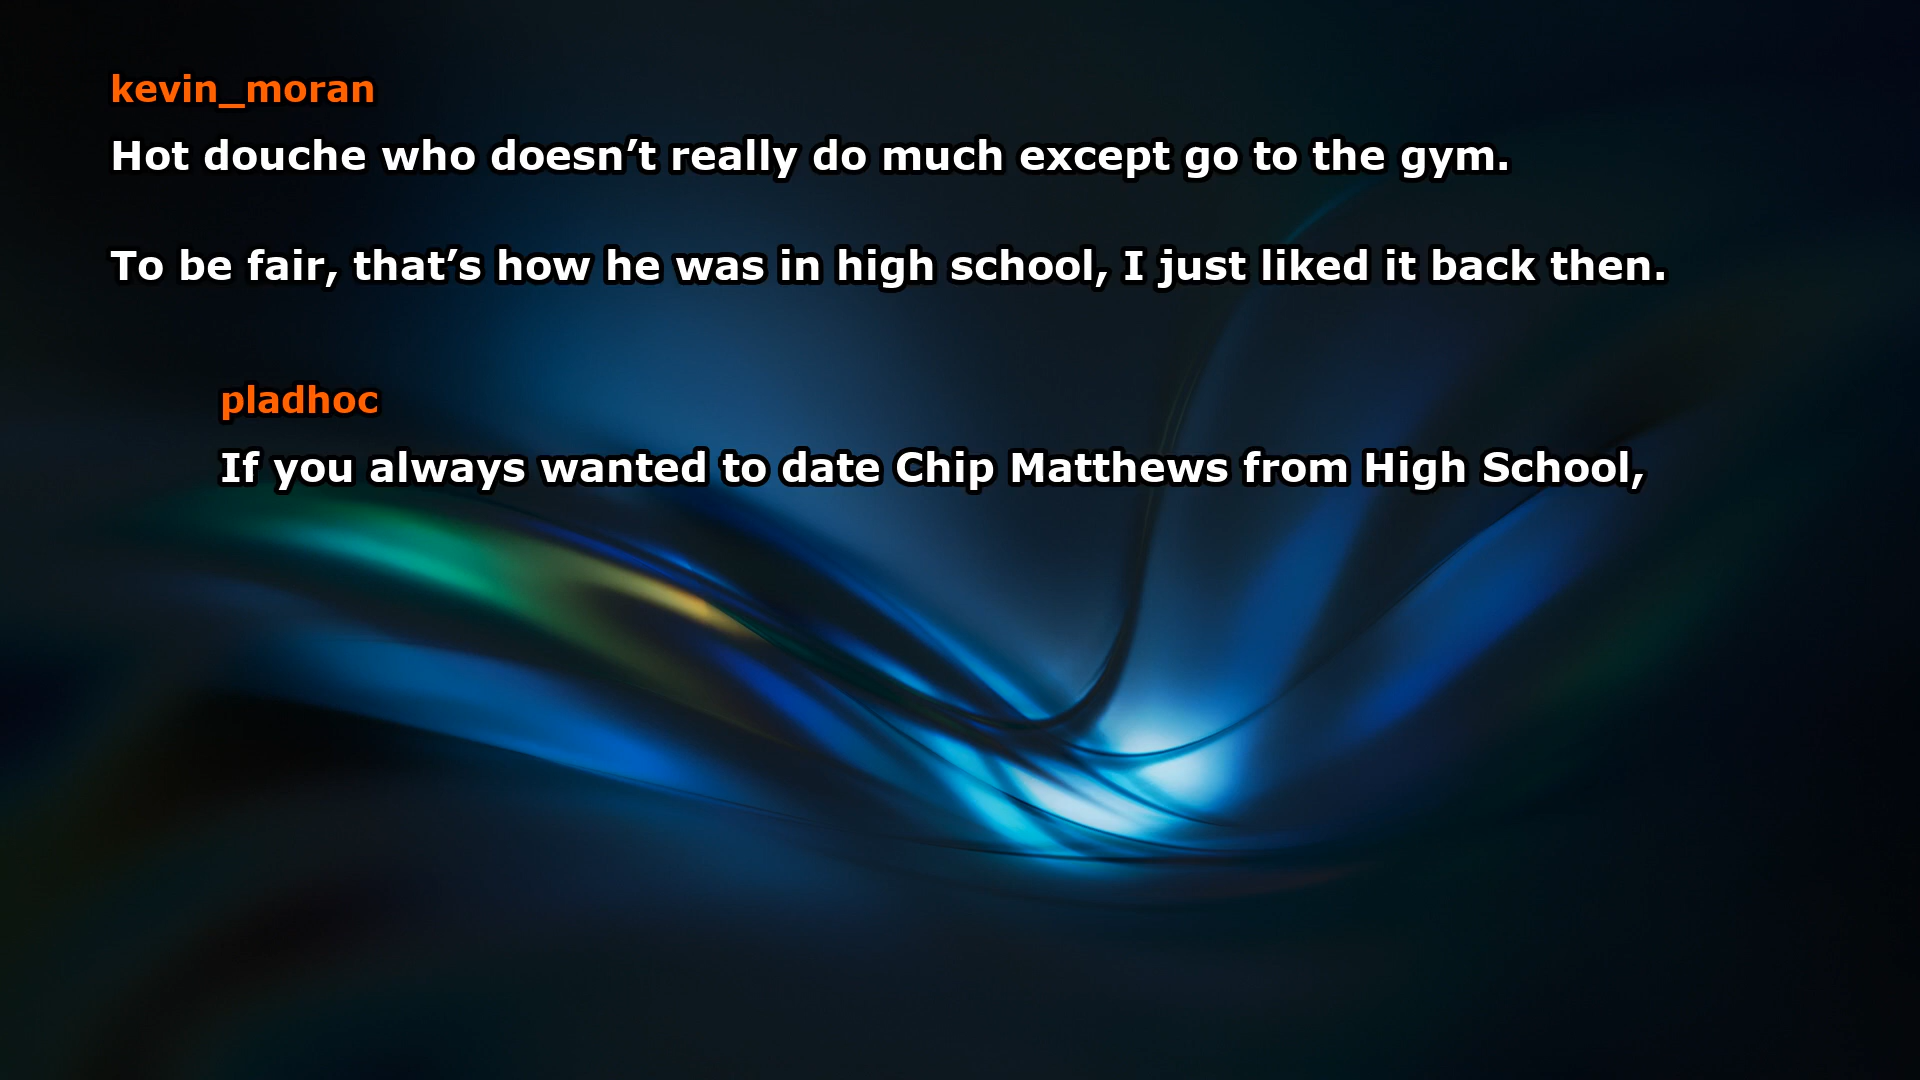 kevin_moran
Hot douche who doesn’t really do much except go to the gym.
To be fair, that’s how he was in high school, I just liked it back then.
pladhoc
If you always wanted to date Chip Matthews from High School,